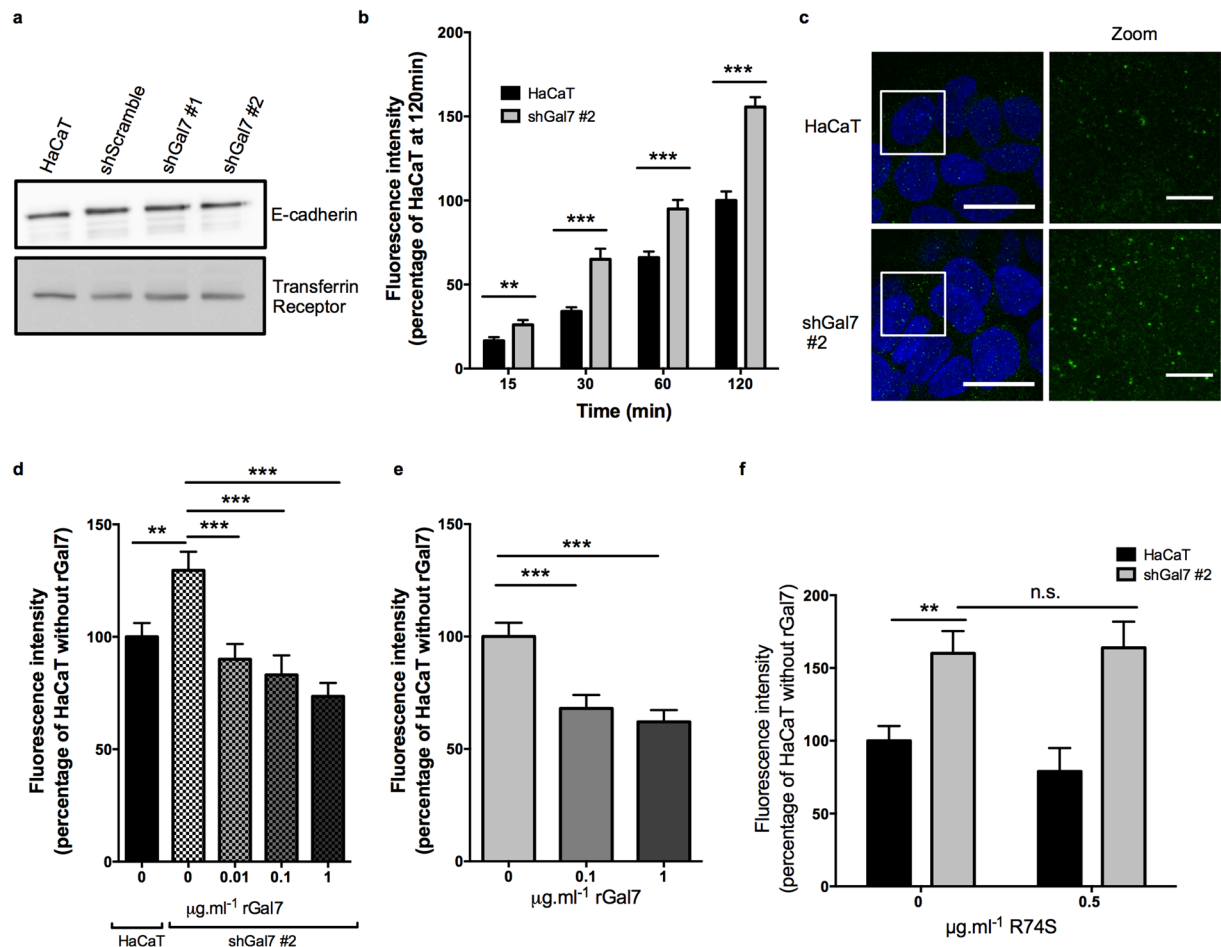 a
HaCaT
shScramble
shGal7 #1
shGal7 #2
E-cadherin
Transferrin
Receptor
b
Fluorescence intensity
(percentage of HaCaT at 120min)
200
150
100
50
0
HaCaT
shGal7 #2
**
***
***
***
15 30 60 120
Time (min)
c
Zoom
HaCaT
shGal7
#2
d
Fluorescence intensity
(percentage of HaCaT without rGal7)
150
100
50
0
***
***
** ***
0 0 0.01 0.1 1
μg.ml-1 rGal7
HaCaT shGal7 #2
e
Fluorescence intensity
(percentage of HaCaT without rGal7)
150
100
50
0
***
***
0 0.1 1
μg.ml-1 rGal7
f
Fluorescence intensity
(percentage of HaCaT without rGal7)
200
150
100
50
0
HaCaT
shGal7 #2
n.s.
**
0 0.5
μg.ml-1 R74S